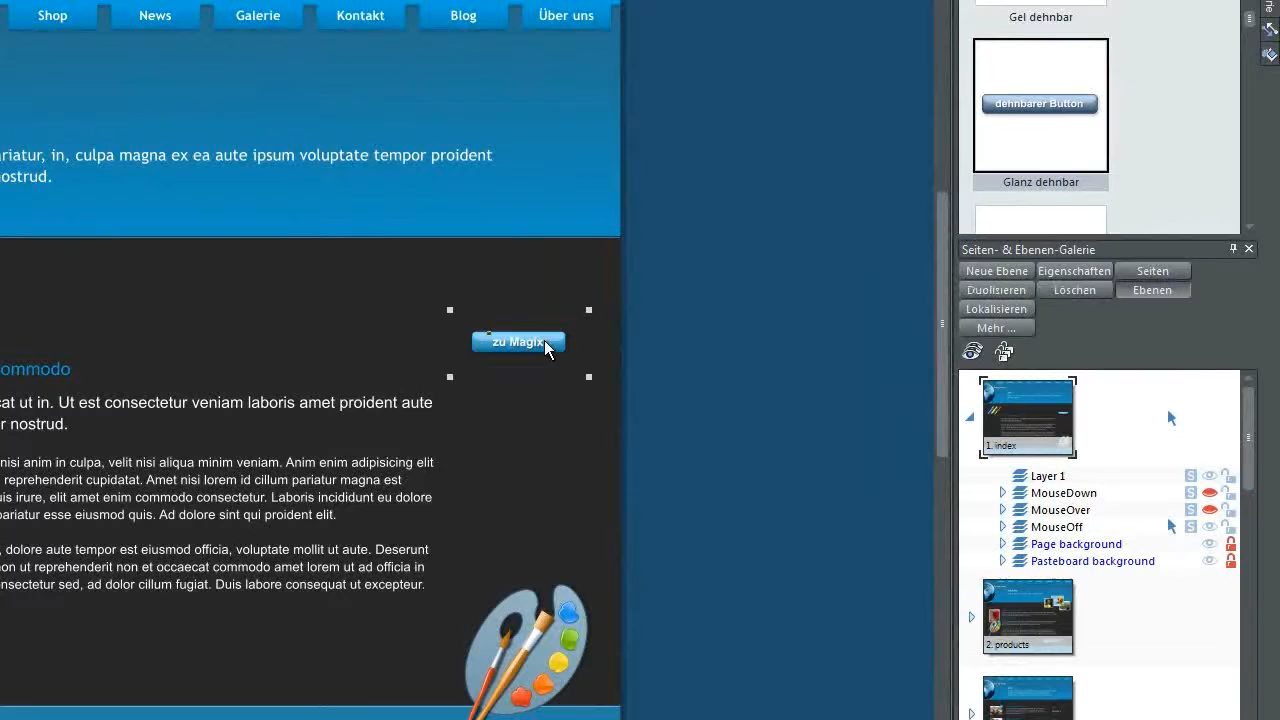 Shop News Galerie Kontakt Blog Über uns
ariatur, in, culpa magna ex ea aute ipsum voluptate tempor proident
nostrud.
zu Magix
ommodo
cat ut in. Ut est consectetur veniam laboris amet proident aute
r nostrud.
nisi anim in culpa, velit nisi aliqua minim veniam. Anim enim adipisicing elit
reprehenderit cupidatat. Amet nisi lorem id cillum pariatur magna est
uis irure, elit amet enim commodo consectetur. Laboris incididunt eu dolore
pariatur esse eiusmod quis. Ad dolore sint qui proident elit.
, dolore aute tempor est eiusmod officia, voluptate mollit ut aute. Deserunt
non ut reprehenderit non et occaecat commodo amet lorem ut ad officia in
onsectetur sed, ad dolor cillum fugiat. Duis labore consequat ut excepteur.
Gel dehnbar
dehnbarer Button
Glanz dehnbar
Seiten- & Ebenen-Galerie
Neue Ebene Eigenschaften Seiten
Duplisieren Löschen Ebenen
Lokalisieren
Mehr ...
1. index
Layer 1
MouseDown
MouseOver
MouseOff
Page background
Pasteboard background
2. products